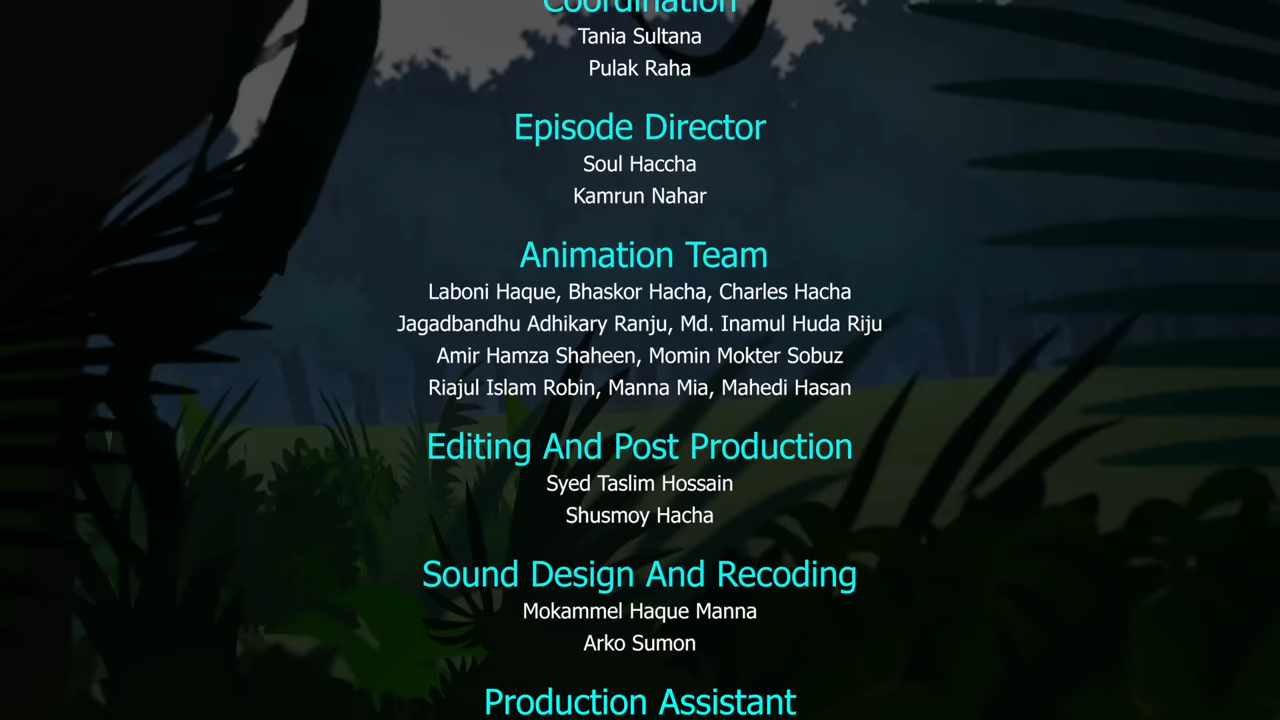 Coordination
Tania Sultana
Pulak Raha
Episode Director
Soul Haccha
Kamrun Nahar
Animation Team
Laboni Haque, Bhaskor Hacha, Charles Hacha
Jagadbandhu Adhikary Ranju, Md. Inamul Huda Riju
Amir Hamza Shaheen, Momin Mokter Sobuz
Riajul Islam Robin, Manna Mia, Mahedi Hasan
Editing And Post Production
Syed Taslim Hossain
Shusmoy Hacha
Sound Design And Recoding
Mokammel Haque Manna
Arko Sumon
Production Assistant